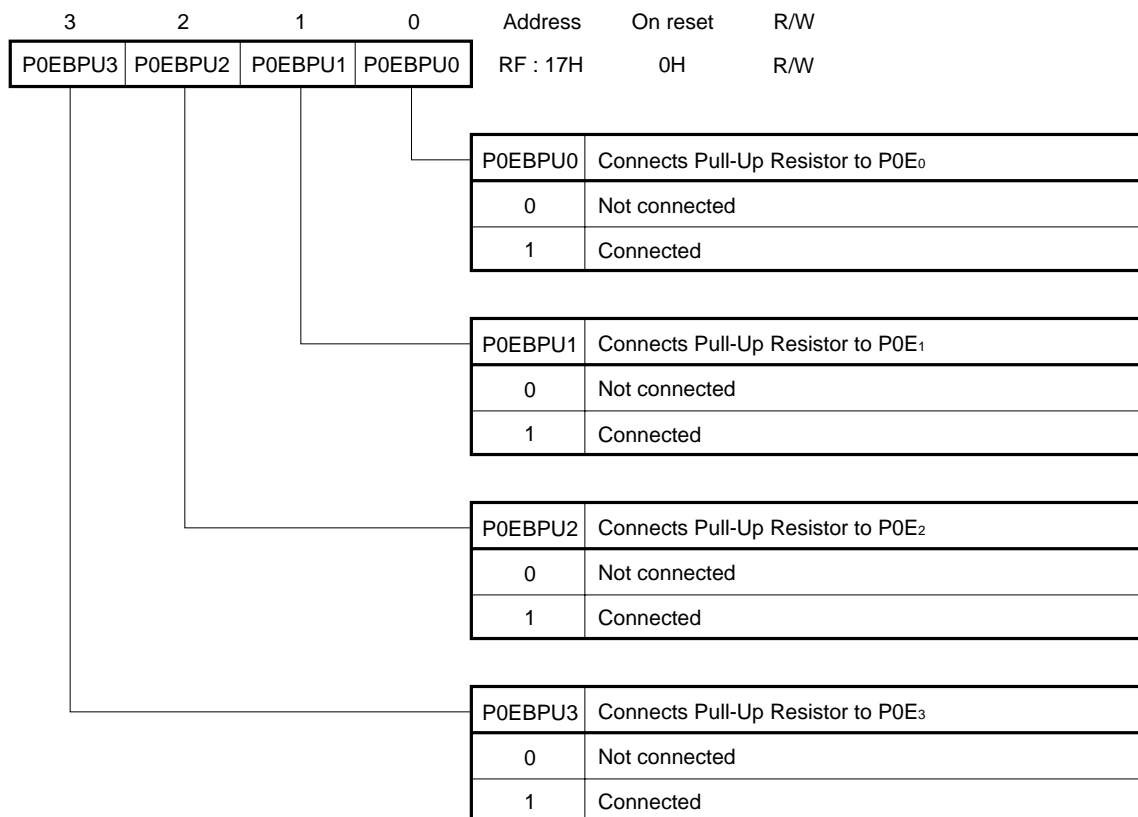 3 2 1 0 Address On reset R/W
P0EBPU3 P0EBPU2 P0EBPU1 P0EBPU0 RF : 17H 0H R/W
P0EBPU0 Connects Pull-Up Resistor to P0E₀
0 Not connected
1 Connected
P0EBPU1 Connects Pull-Up Resistor to P0E₁
0 Not connected
1 Connected
P0EBPU2 Connects Pull-Up Resistor to P0E₂
0 Not connected
1 Connected
P0EBPU3 Connects Pull-Up Resistor to P0E₃
0 Not connected
1 Connected